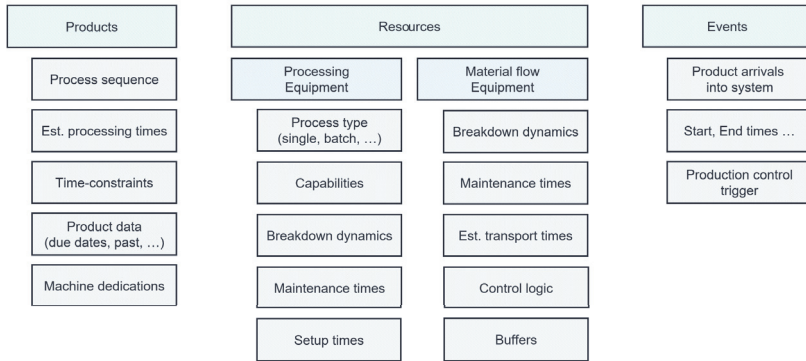 Products
Process sequence
Est. processing times
Time-constraints
Product data
(due dates, past, …)
Machine dedications
Resources
Processing
Equipment
Process type
(single, batch, …)
Capabilities
Breakdown dynamics
Maintenance times
Setup times
Material flow
Equipment
Breakdown dynamics
Maintenance times
Est. transport times
Control logic
Buffers
Events
Product arrivals
into system
Start, End times …
Production control
trigger